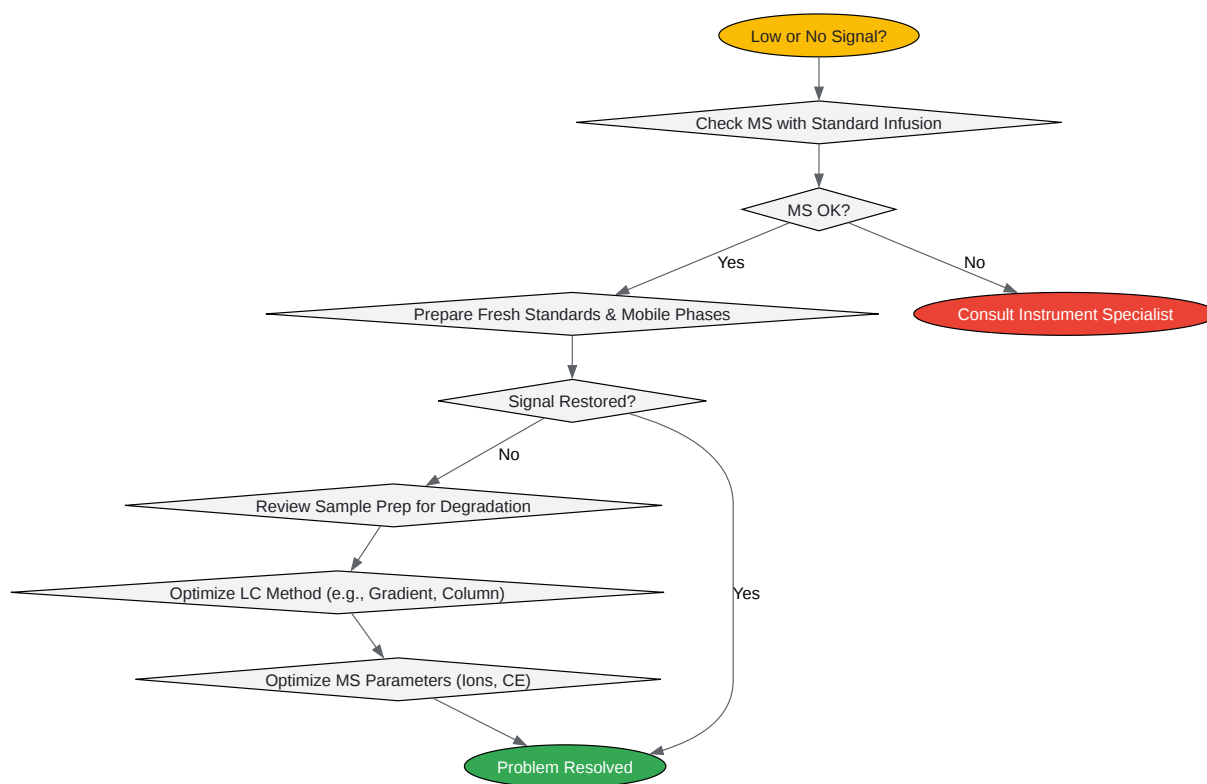 Low or No Signal?
Check MS with Standard Infusion
MS OK?
Yes
No
Prepare Fresh Standards & Mobile Phases
Consult Instrument Specialist
Signal Restored?
No
Review Sample Prep for Degradation
Optimize LC Method (e.g., Gradient, Column)
Yes
Optimize MS Parameters (Ions, CE)
Problem Resolved